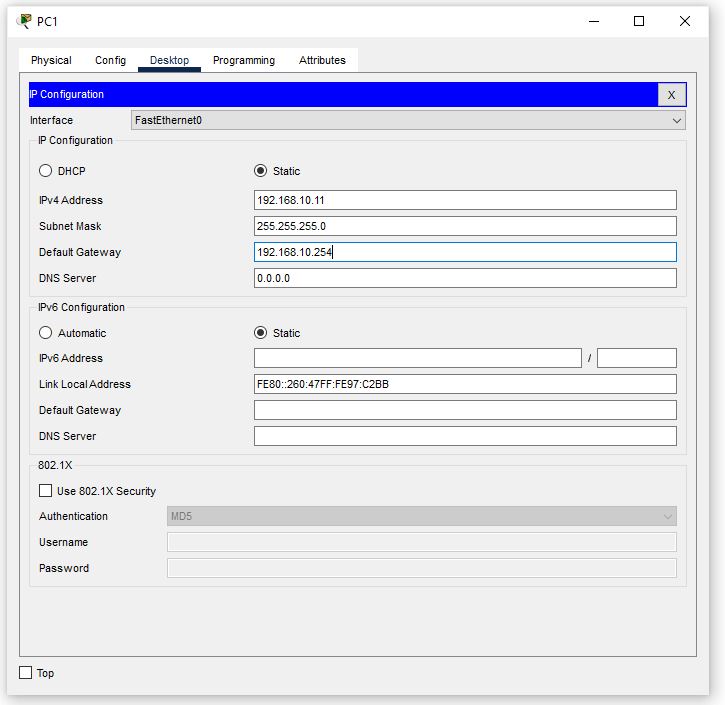 PC1
Physical Config Desktop Programming Attributes
IP Configuration X
Interface FastEthernet0
IP Configuration
DHCP Static
IPv4 Address 192.168.10.11
Subnet Mask 255.255.255.0
Default Gateway 192.168.10.254
DNS Server 0.0.0.0
IPv6 Configuration
Automatic Static
IPv6 Address /
Link Local Address FE80::260:47FF:FE97:C2BB
Default Gateway
DNS Server
802.1X
Use 802.1X Security
Authentication MD5
Username
Password
Top